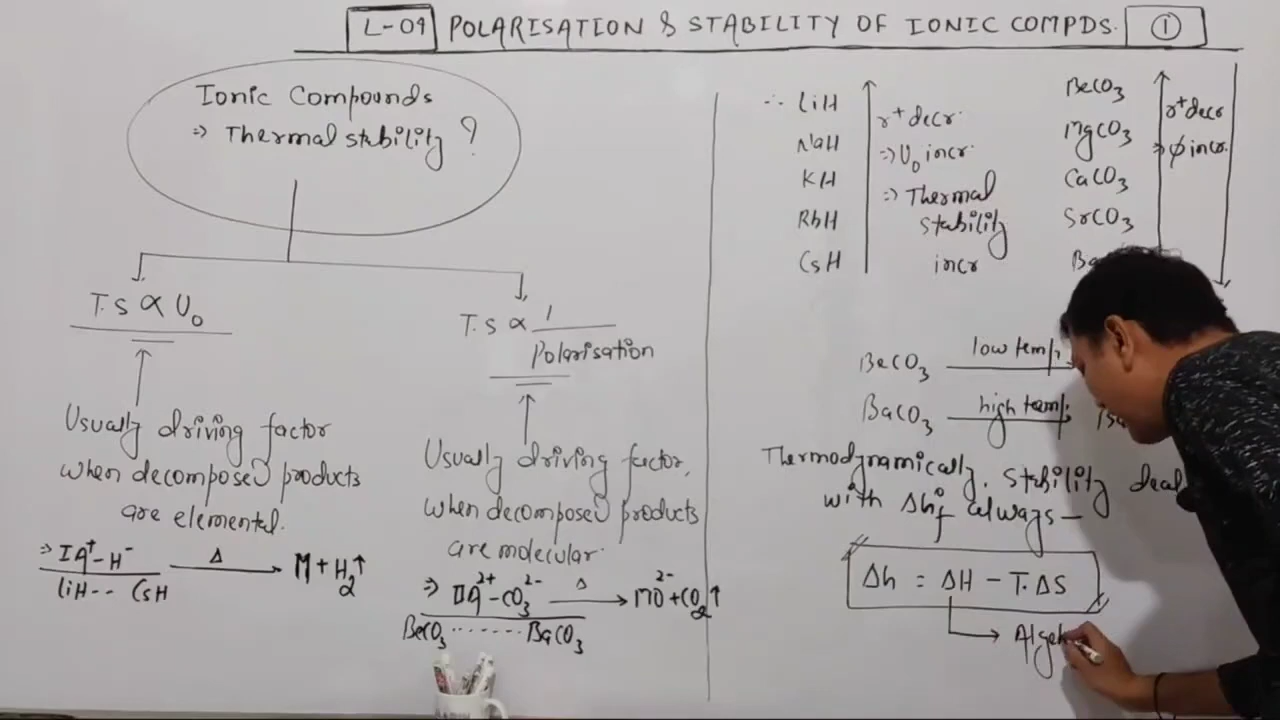 L-04 POLARISATION & STABILITY OF IONIC COMPDS. ①
Ionic Compounds
⇒ Thermal stability ?
T.S ∝ U₀
Usually driving factor
when decomposed products
are elemental.
⇒ IA⁺-H⁻ —Δ→ M + H₂↑
LiH-- CsH
T.S ∝ 1/Polarisation
Usually driving factor,
when decomposed products
are molecular.
⇒ IIA²⁺-CO₃²⁻ —Δ→ MO²⁻+CO₂↑
BeCO₃ ....... BaCO₃
∴ LiH
NaH
KH
RbH
CsH
r⁺ decr.
⇒ U₀ incr.
⇒ Thermal
stability
incr
BeCO₃
MgCO₃
CaCO₃
SrCO₃
r⁺ decr
⇒ φ incr.
BeCO₃ —low temp.→
BaCO₃ —high temp.→
Thermodynamically, stability
with Δhf always —
Δh = ΔH - T.ΔS